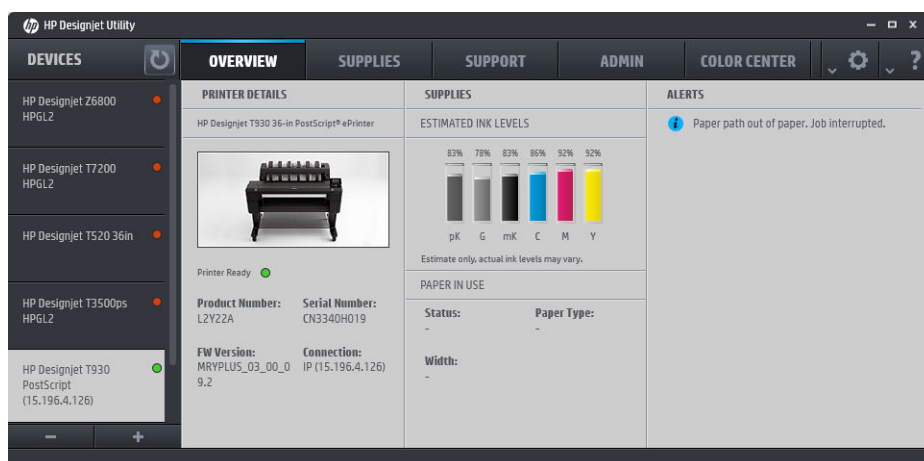 hp HP Designjet Utility
DEVICES
OVERVIEW
SUPPLIES
SUPPORT
ADMIN
COLOR CENTER
?
HP Designjet Z6800
HPGL2
HP Designjet T7200
HPGL2
HP Designjet T520 36in
HP Designjet T3500ps
HPGL2
HP Designjet T930
PostScript
(15.196.4.126)
− +
PRINTER DETAILS
HP Designjet T930 36-in PostScript® ePrinter
Printer Ready
Product Number: Serial Number:
L2Y22A CN3340H019
FW Version: Connection:
MRYPLUS_03_00_0 IP (15.196.4.126)
9.2
SUPPLIES
ESTIMATED INK LEVELS
83% 78% 83% 86% 92% 92%
pK G mK C M Y
Estimate only, actual ink levels may vary.
PAPER IN USE
Status: Paper Type:
- -
Width:
-
ALERTS
i Paper path out of paper. Job interrupted.